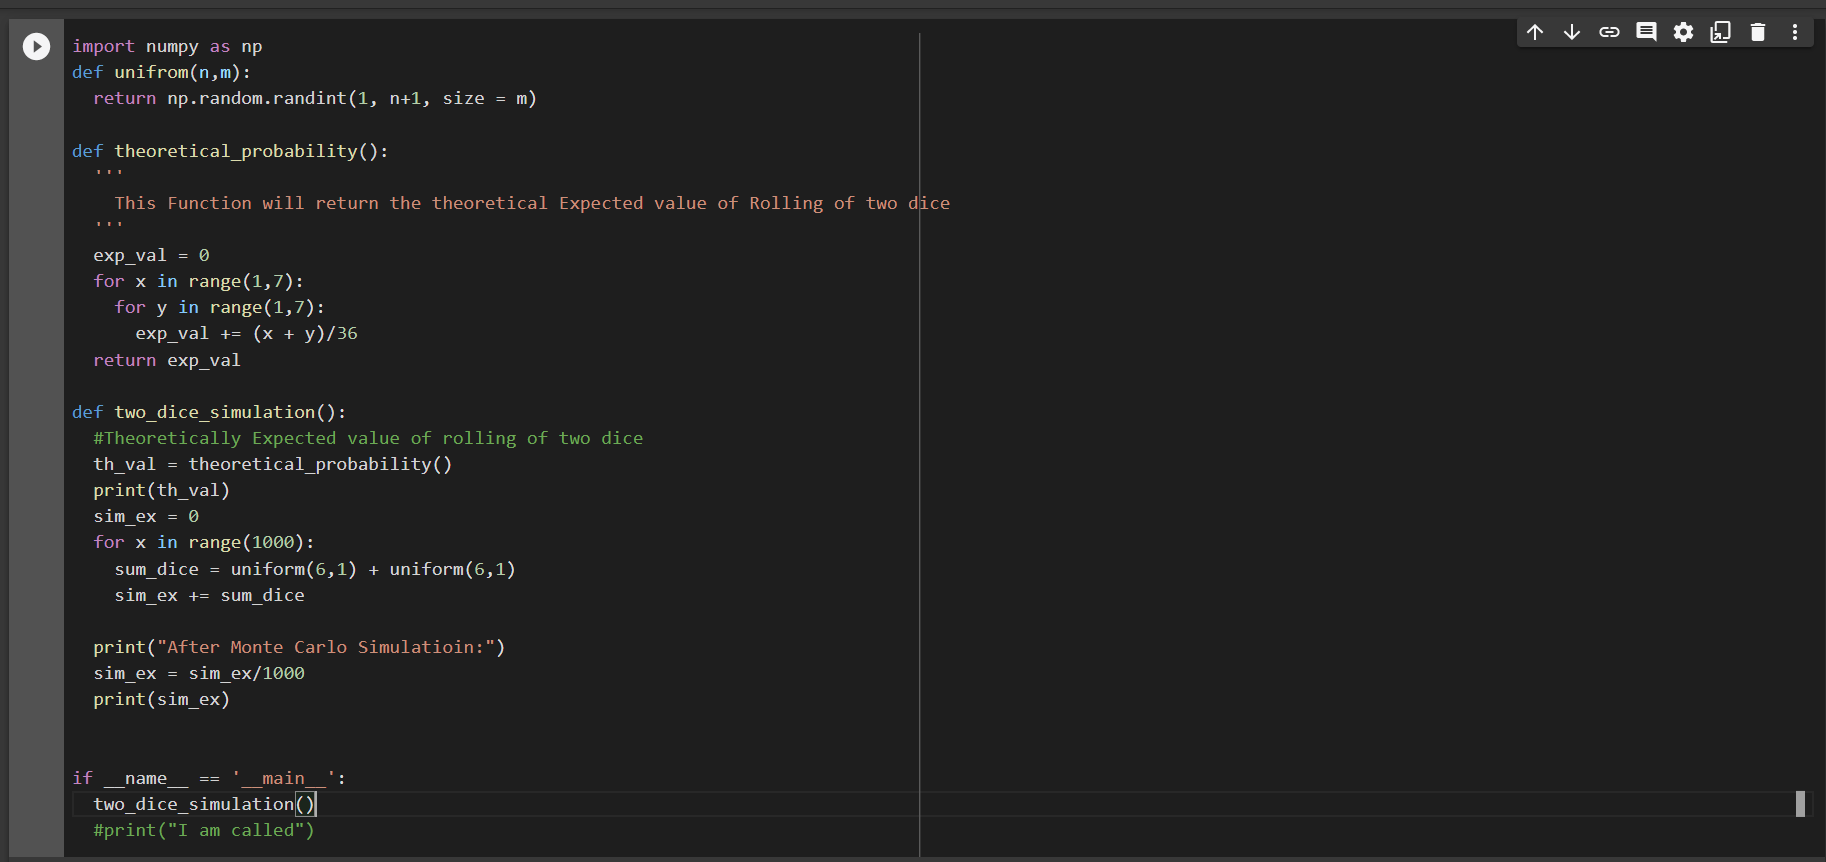 import numpy as np
def unifrom(n,m):
  return np.random.randint(1, n+1, size = m)

def theoretical_probability():
  '''
    This Function will return the theoretical Expected value of Rolling of two dice
  '''
  exp_val = 0
  for x in range(1,7):
    for y in range(1,7):
      exp_val += (x + y)/36
  return exp_val

def two_dice_simulation():
  #Theoretically Expected value of rolling of two dice
  th_val = theoretical_probability()
  print(th_val)
  sim_ex = 0
  for x in range(1000):
    sum_dice = uniform(6,1) + uniform(6,1)
    sim_ex += sum_dice

  print("After Monte Carlo Simulatioin:")
  sim_ex = sim_ex/1000
  print(sim_ex)


if __name__ == '__main__':
  two_dice_simulation()
  #print("I am called")